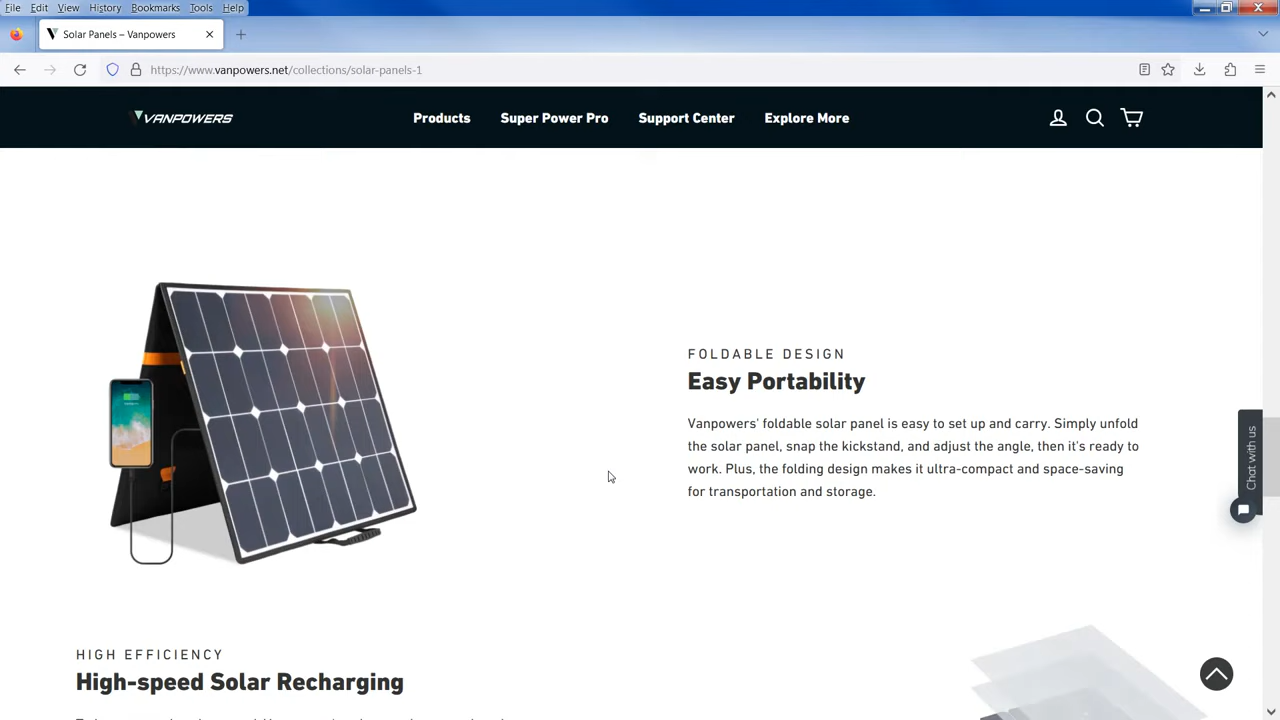 File Edit View History Bookmarks Tools Help
Solar Panels – Vanpowers
https://www.vanpowers.net/collections/solar-panels-1
VANPOWERS
Products Super Power Pro Support Center Explore More
FOLDABLE DESIGN
Easy Portability
Vanpowers' foldable solar panel is easy to set up and carry. Simply unfold
the solar panel, snap the kickstand, and adjust the angle, then it's ready to
work. Plus, the folding design makes it ultra-compact and space-saving
for transportation and storage.
Chat with us
HIGH EFFICIENCY
High-speed Solar Recharging